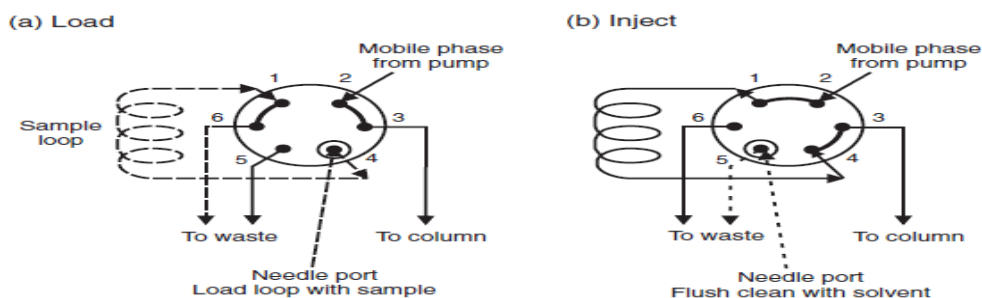 (a) Load
Mobile phase
from pump
1
2
3
4
5
6
Sample
loop
To waste
To column
Needle port
Load loop with sample
(b) Inject
Mobile phase
from pump
1
2
3
4
5
6
To waste
To column
Needle port
Flush clean with solvent